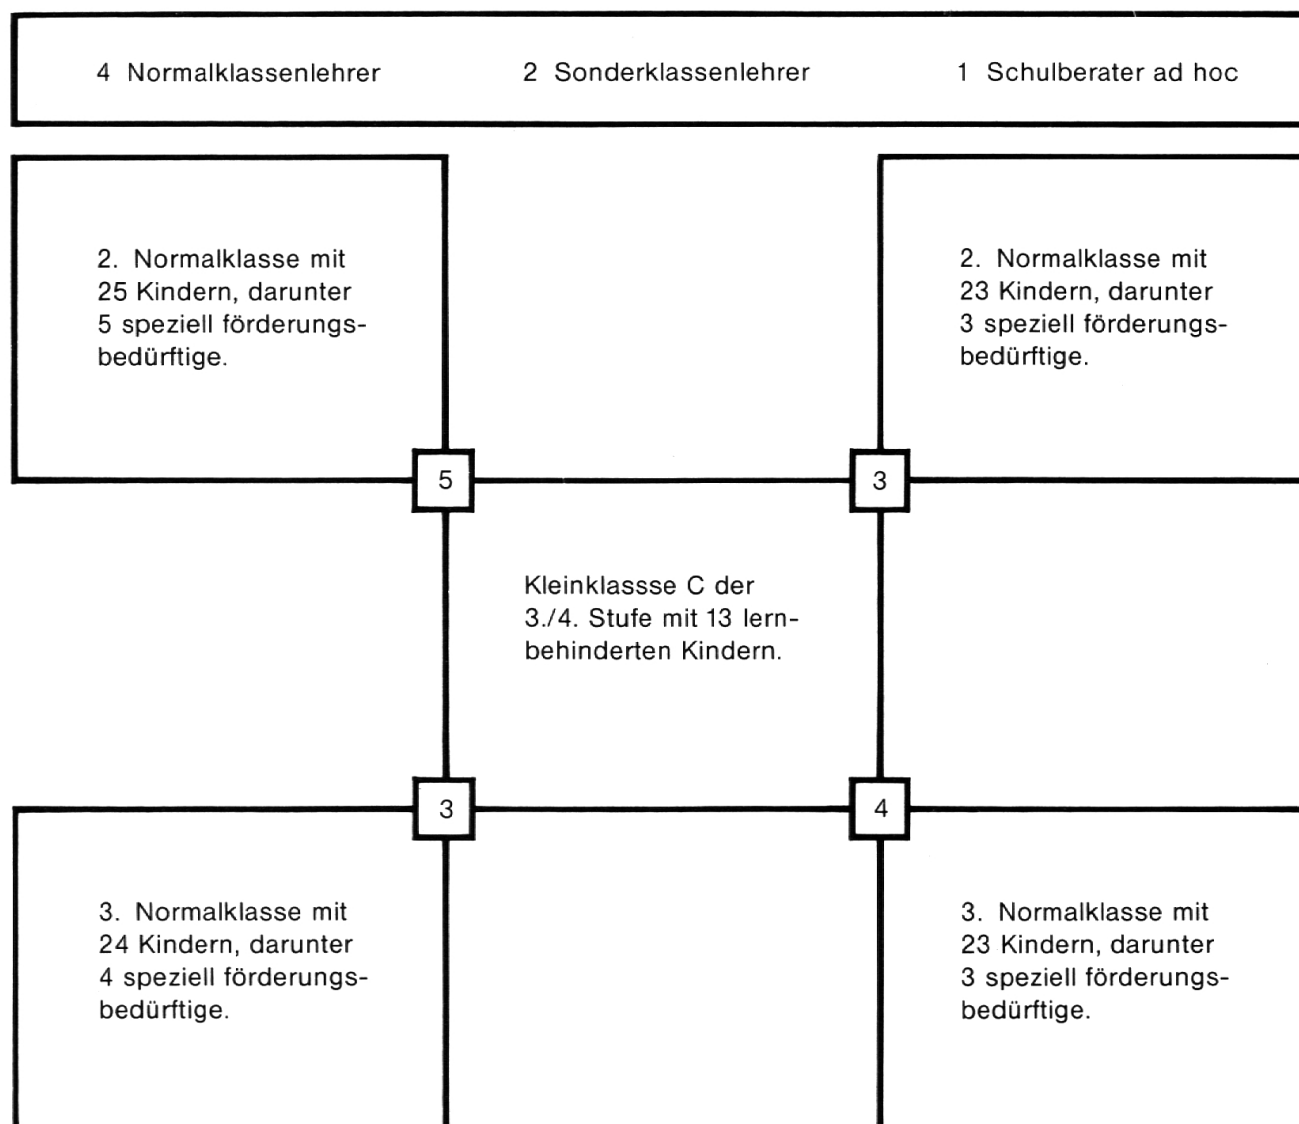 4 Normalklassenlehrer 2 Sonderklassenlehrer 1 Schulberater ad hoc
2. Normalklasse mit
25 Kindern, darunter
5 speziell förderungs-
bedürftige.
2. Normalklasse mit
23 Kindern, darunter
3 speziell förderungs-
bedürftige.
5
3
Kleinklassse C der
3./4. Stufe mit 13 lern-
behinderten Kindern.
3
4
3. Normalklasse mit
24 Kindern, darunter
4 speziell förderungs-
bedürftige.
3. Normalklasse mit
23 Kindern, darunter
3 speziell förderungs-
bedürftige.